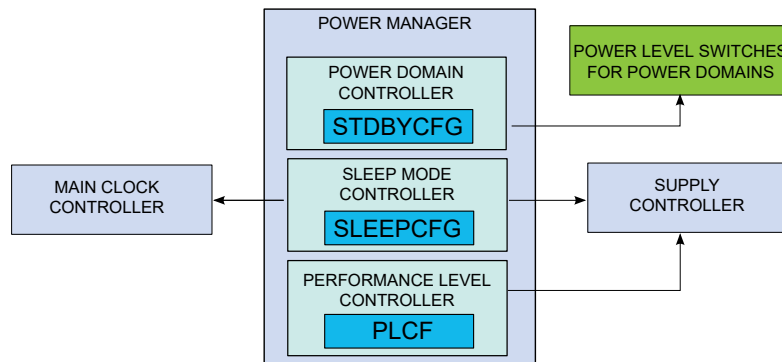 POWER MANAGER
POWER DOMAIN
CONTROLLER
STDBYCFG
POWER LEVEL SWITCHES
FOR POWER DOMAINS
MAIN CLOCK
CONTROLLER
SLEEP MODE
CONTROLLER
SLEEPCFG
SUPPLY
CONTROLLER
PERFORMANCE LEVEL
CONTROLLER
PLCF